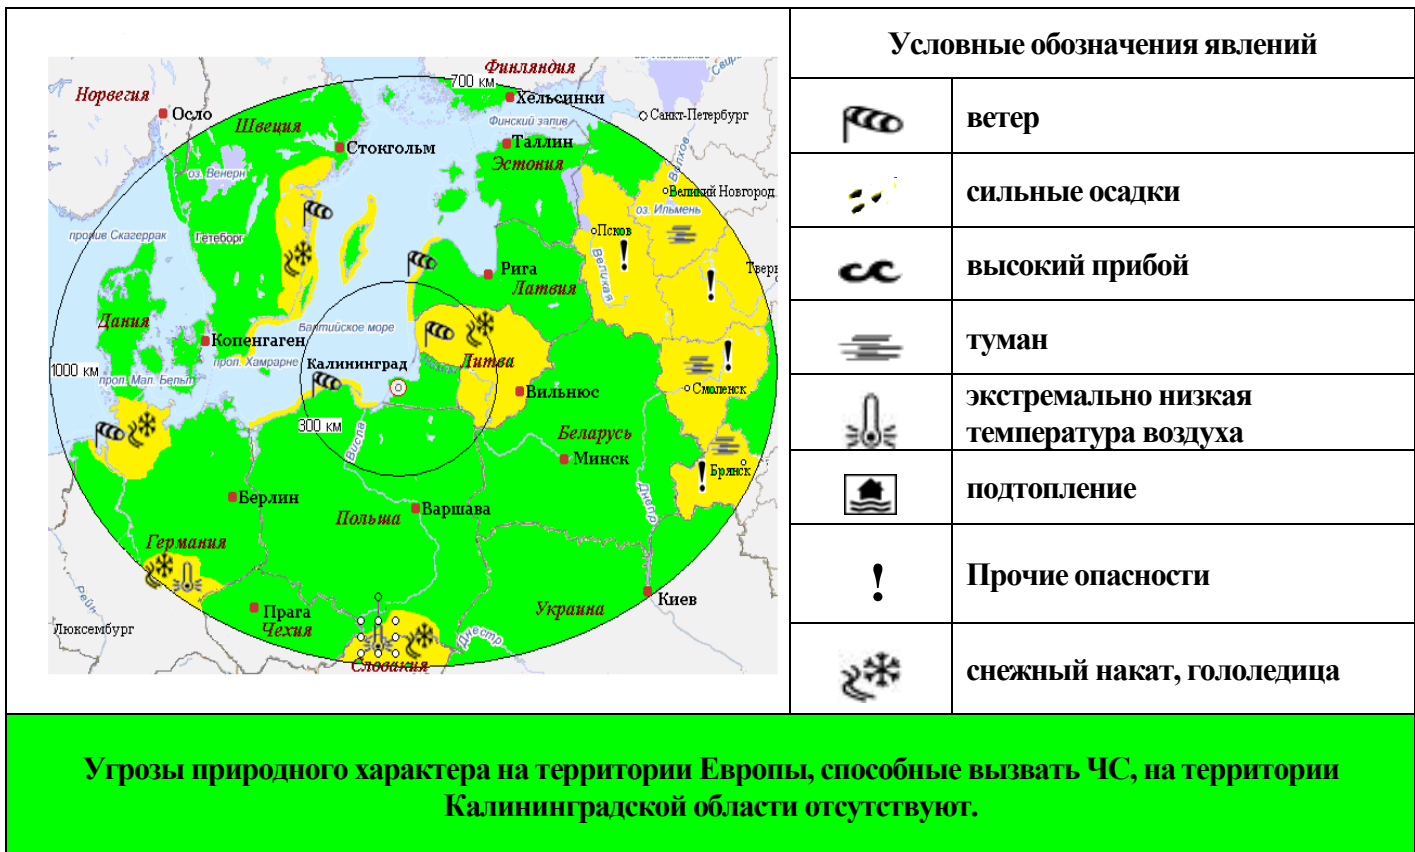 Условные обозначения явлений
ветер
сильные осадки
высокий прибой
туман
экстремально низкая
температура воздуха
подтопление
Прочие опасности
снежный накат, гололедица
Финляндия
700 км
Норвегия
Хельсинки
Осло
Санкт-Петербург
Швеция
Финский залив
Стокгольм
Таллин
Эстония
Волхов
оз. Венерн
Великий Новгород
оз. Ильмень
пролив Скагеррак
Гетеборг
Псков
Великая
Рига
Тверь
Латвия
Дания
Балтийское море
Копенгаген
прол. Хамрарне
Калининград
Литва
1000 км
прол. Мал. Бельт
Вильнюс
Смоленск
300 км
Висла
Беларусь
Минск
Брянск
Берлин
Днепр
Варшава
Польша
Германия
Рейн
Прага
Чехия
Украина
Киев
Люксембург
Днестр
Словакия
Угрозы природного характера на территории Европы, способные вызвать ЧС, на территории
Калининградской области отсутствуют.